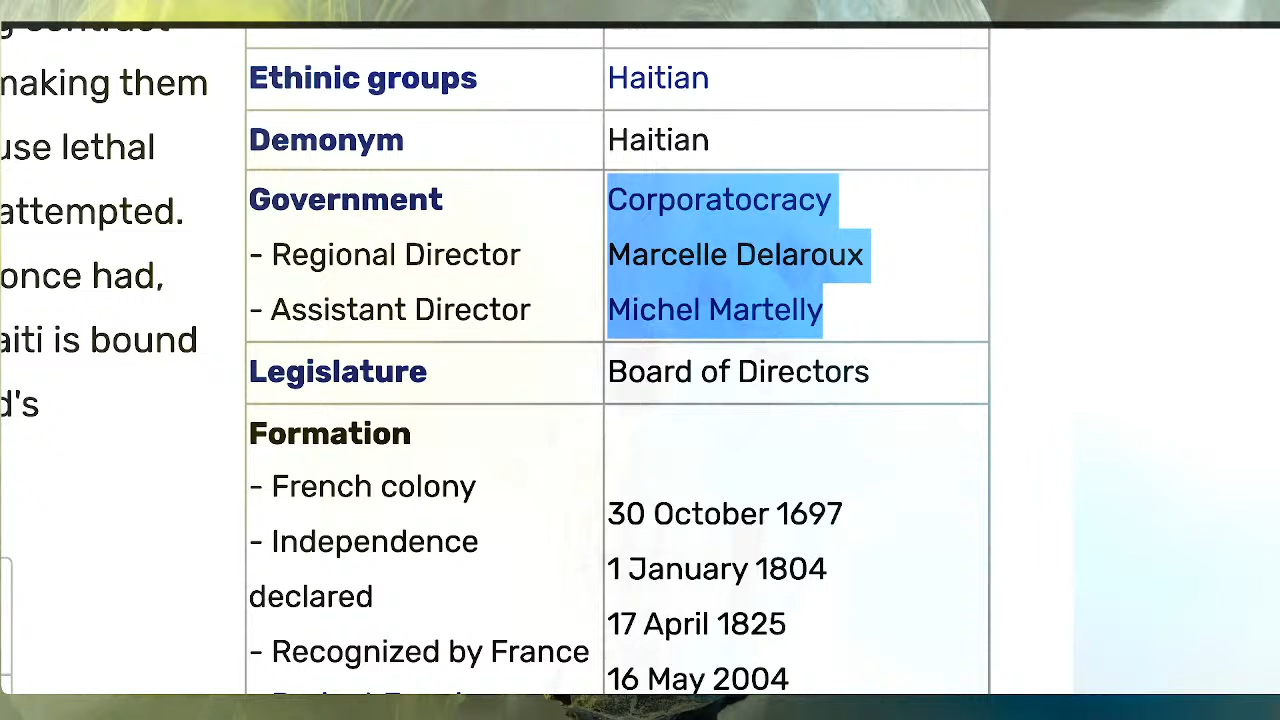 making them
use lethal
attempted.
once had,
Haiti is bound
d's
Ethinic groups
Haitian
Demonym
Haitian
Government
Corporatocracy
- Regional Director
Marcelle Delaroux
- Assistant Director
Michel Martelly
Legislature
Board of Directors
Formation
- French colony
30 October 1697
- Independence
declared
1 January 1804
17 April 1825
- Recognized by France
16 May 2004